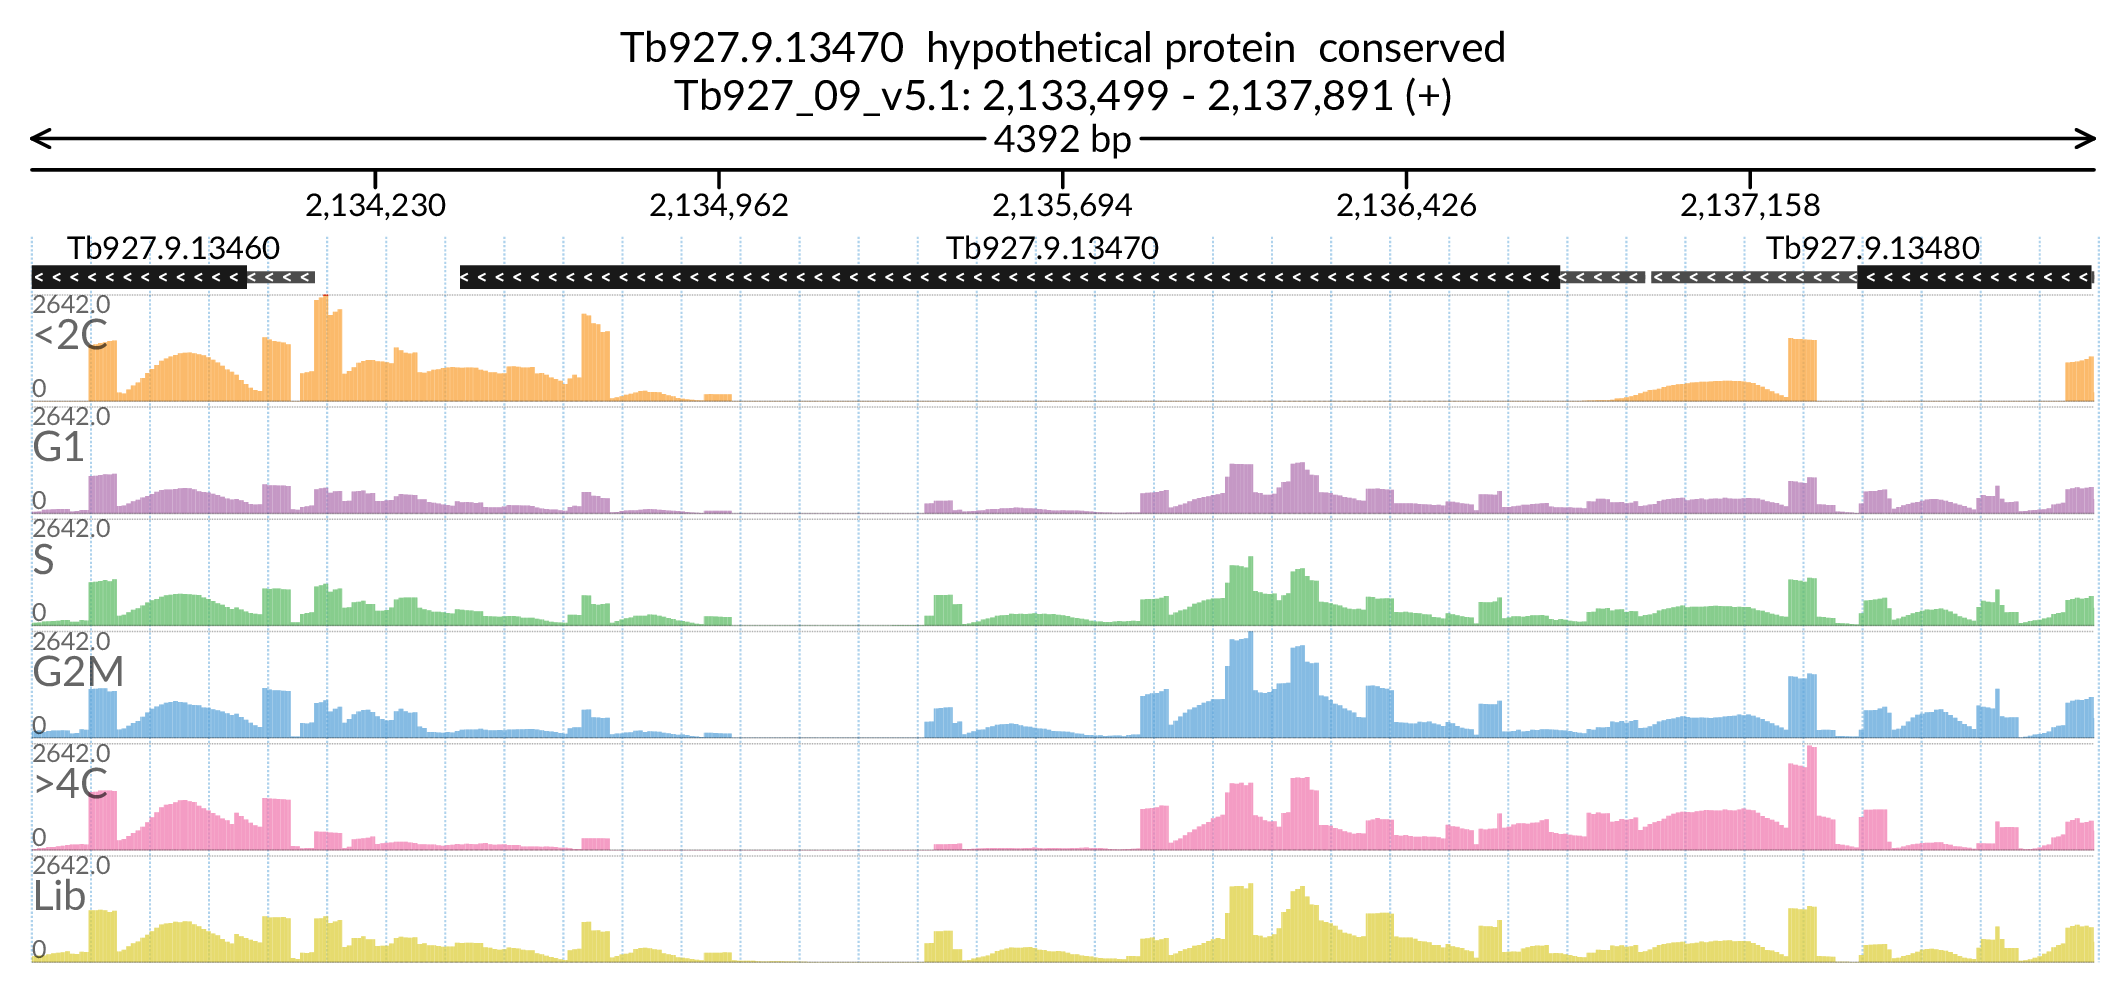 Tb927.9.13470 hypothetical protein conserved
Tb927_09_v5.1: 2,133,499 - 2,137,891 (+)
4392 bp
2,134,230 2,134,962 2,135,694 2,136,426 2,137,158
Tb927.9.13460 Tb927.9.13470 Tb927.9.13480
2642.0
<2C
0
2642.0
G1
0
2642.0
S
0
2642.0
G2M
0
2642.0
>4C
0
2642.0
Lib
0